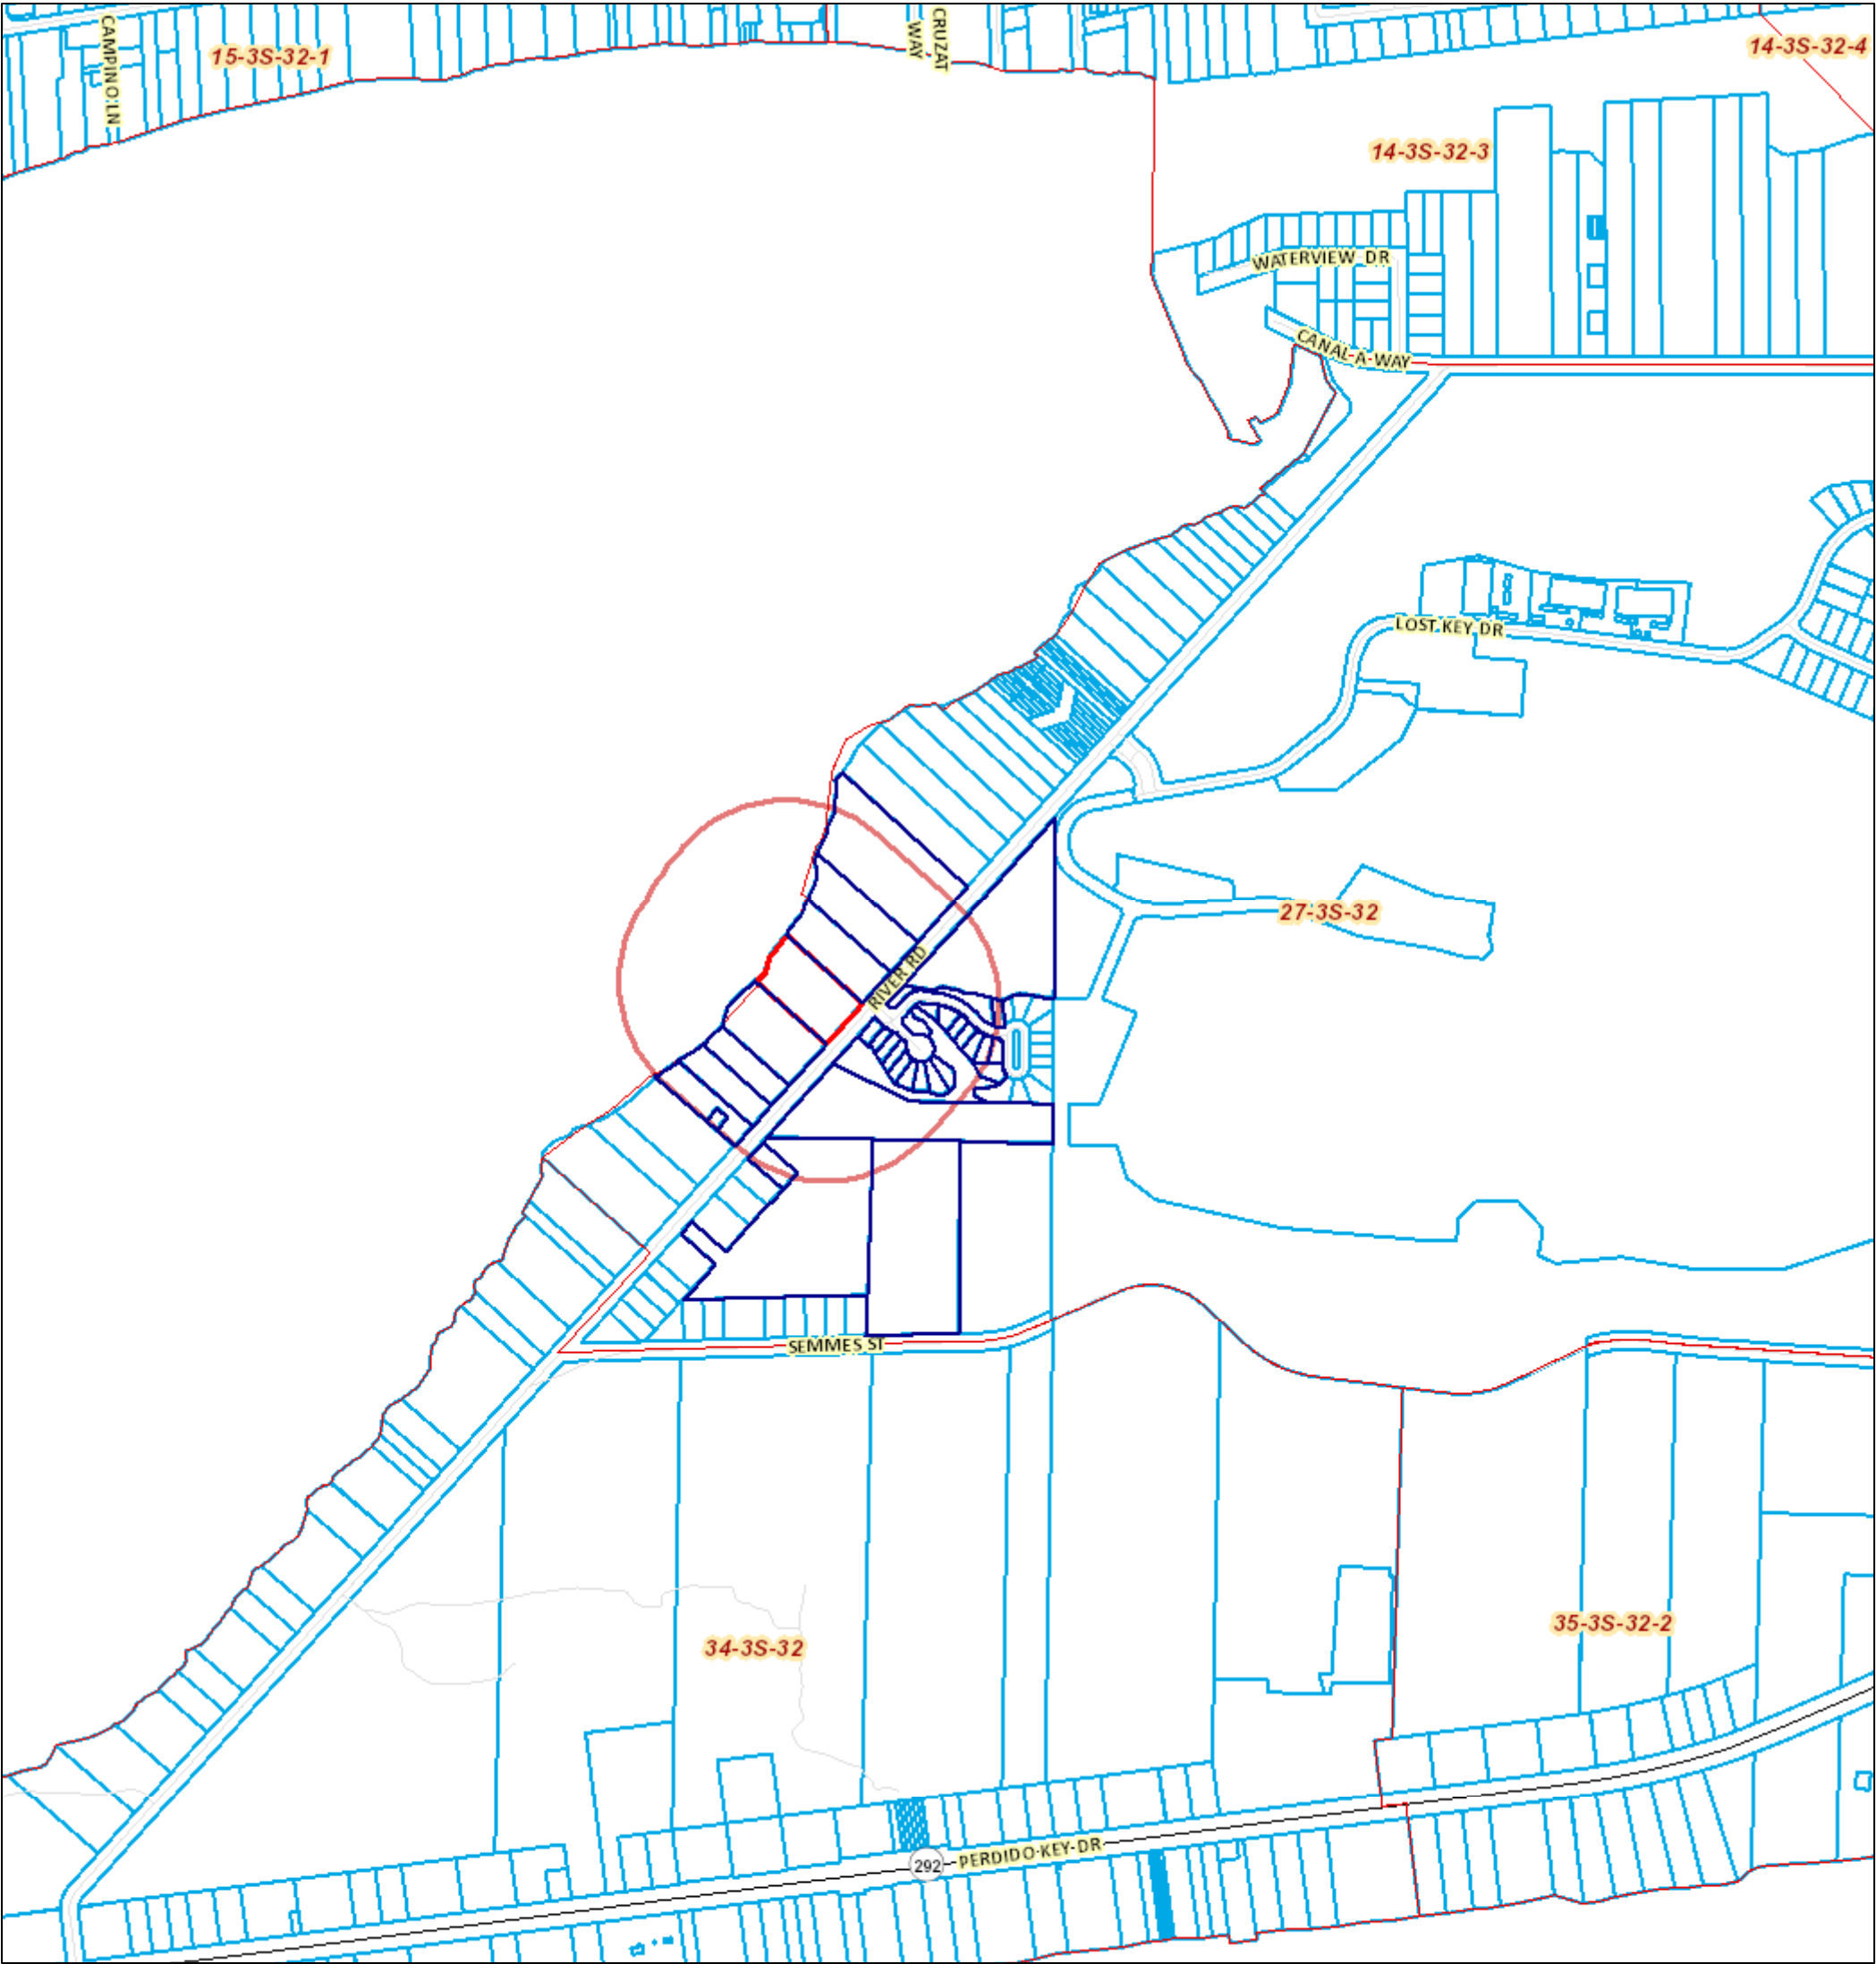 CAMPINO LN
15-3S-32-1
CRUZAT
WAY
14-3S-32-4
14-3S-32-3
WATERVIEW DR
CANAL-A-WAY
LOST KEY DR
27-3S-32
RIVER RD
SEMMES ST
34-3S-32
35-3S-32-2
292
PERDIDO KEY DR